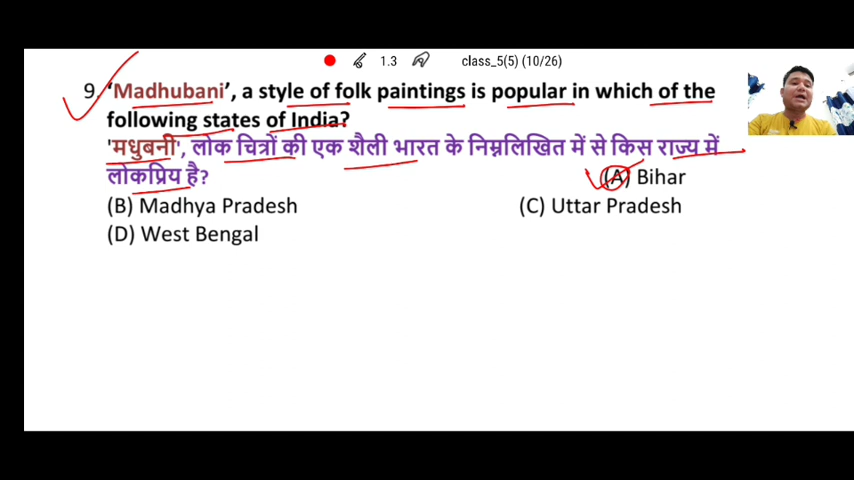 1.3 class_5(5) (10/26)
9. ‘Madhubani’, a style of folk paintings is popular in which of the
following states of India?
'मधुबनी', लोक चित्रों की एक शैली भारत के निम्नलिखित में से किस राज्य में
लोकप्रिय है? (A) Bihar
(B) Madhya Pradesh (C) Uttar Pradesh
(D) West Bengal